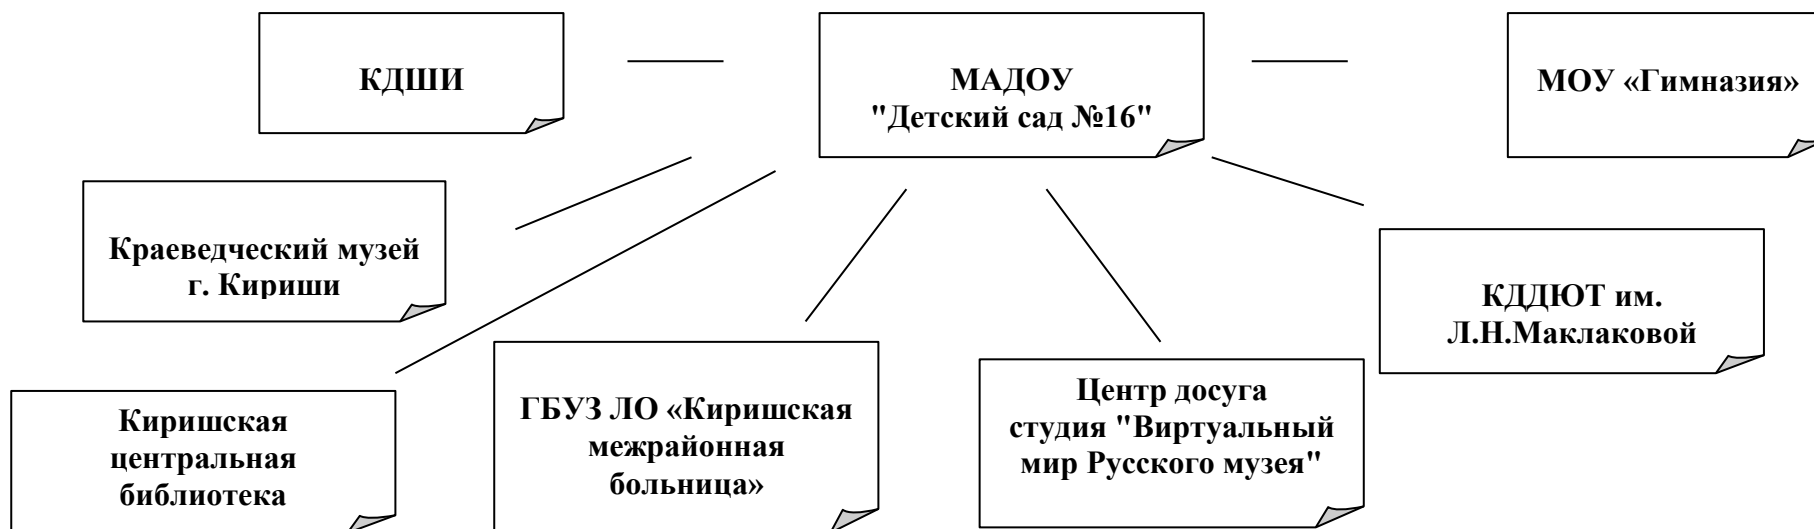 КДШИ
МАДОУ
"Детский сад №16"
МОУ «Гимназия»
Краеведческий музей
г. Кириши
КДДЮТ им.
Л.Н.Маклаковой
Киришская
центральная
библиотека
ГБУЗ ЛО «Киришская
межрайонная
больница»
Центр досуга
студия "Виртуальный
мир Русского музея"